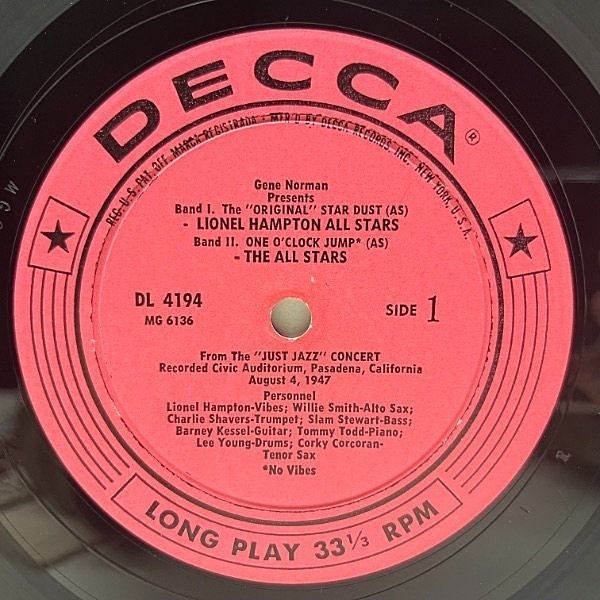 DECCA®
REG. U.S. PAT. OFF. MARCA REGISTRADA · MFR'D BY DECCA RECORDS, INC., NEW YORK, U.S.A.
Gene Norman
Presents
Band I. The "ORIGINAL" STAR DUST (AS)
- LIONEL HAMPTON ALL STARS
Band II. ONE O'CLOCK JUMP* (AS)
- THE ALL STARS
DL 4194
MG 6136
SIDE 1
From The "JUST JAZZ" CONCERT
Recorded Civic Auditorium, Pasadena, California
August 4, 1947
Personnel
Lionel Hampton-Vibes; Willie Smith-Alto Sax;
Charlie Shavers-Trumpet; Slam Stewart-Bass;
Barney Kessel-Guitar; Tommy Todd-Piano;
Lee Young-Drums; Corky Corcoran-
Tenor Sax
*No Vibes
LONG PLAY 33⅓ RPM